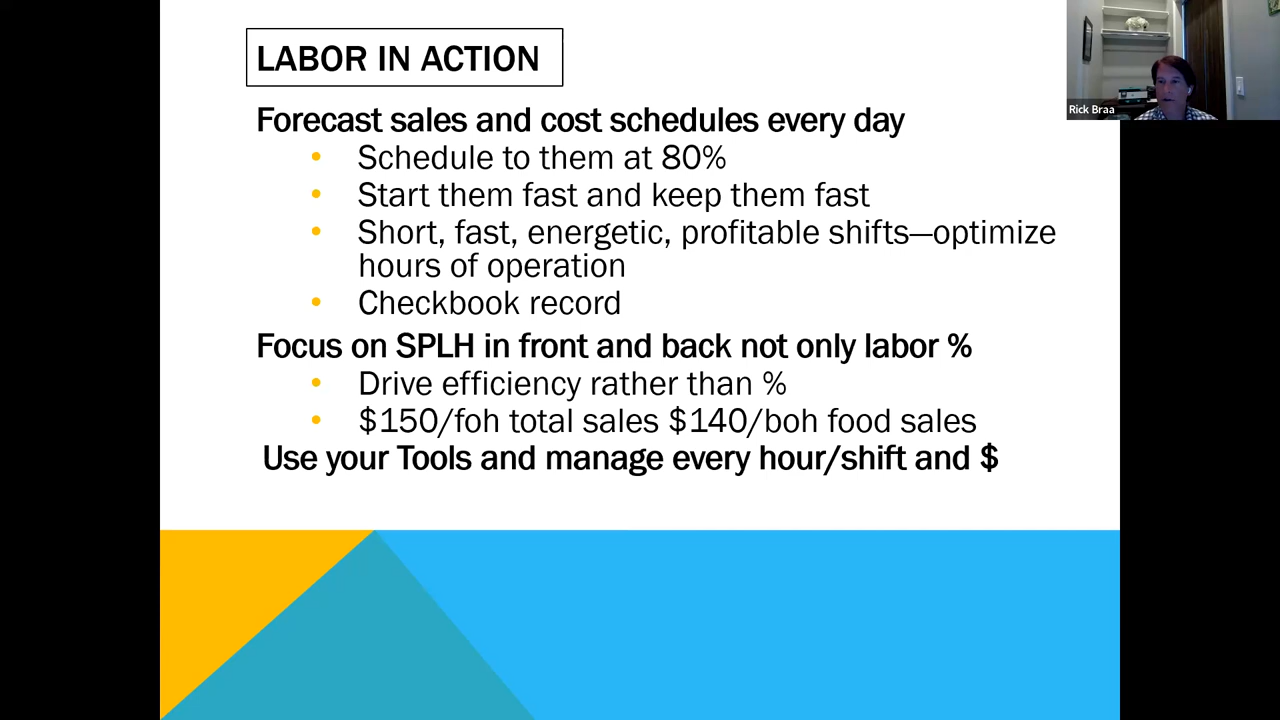 LABOR IN ACTION
Rick Braa
Forecast sales and cost schedules every day
• Schedule to them at 80%
• Start them fast and keep them fast
• Short, fast, energetic, profitable shifts—optimize
hours of operation
• Checkbook record
Focus on SPLH in front and back not only labor %
• Drive efficiency rather than %
• $150/foh total sales $140/boh food sales
Use your Tools and manage every hour/shift and $